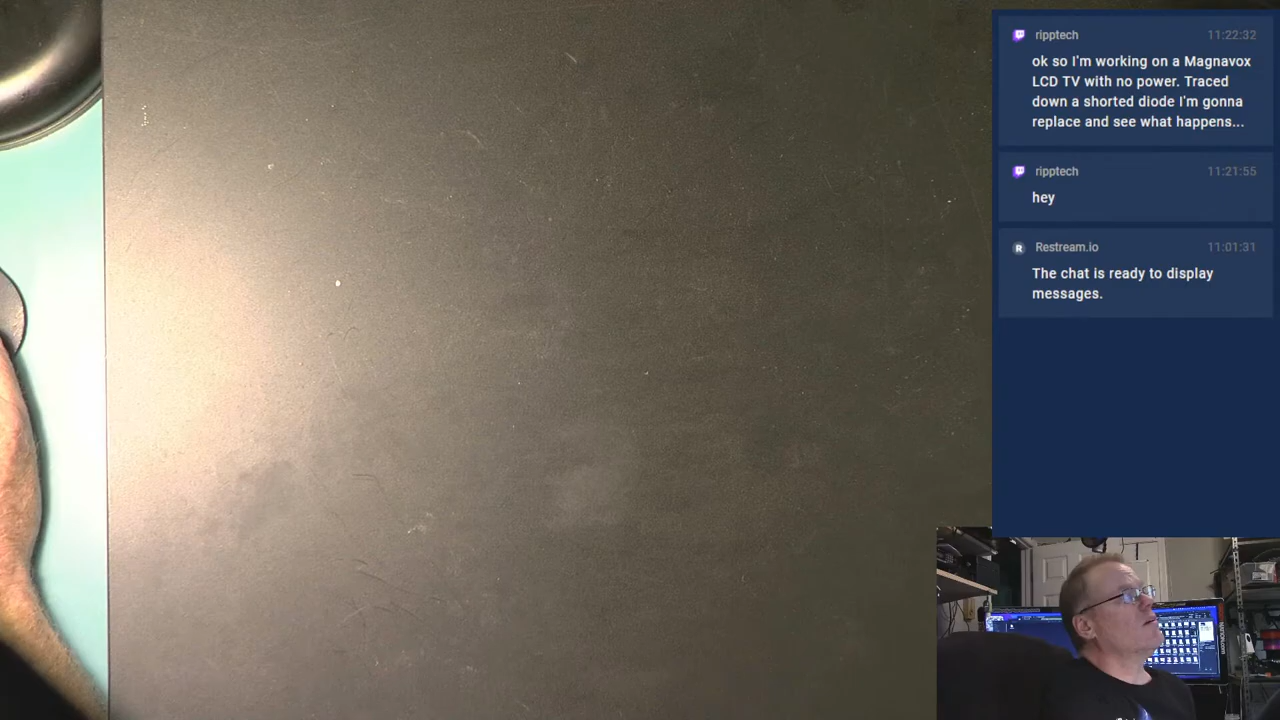 ripptech 11:22:32
ok so I'm working on a Magnavox
LCD TV with no power. Traced
down a shorted diode I'm gonna
replace and see what happens...
ripptech 11:21:55
hey
R Restream.io 11:01:31
The chat is ready to display
messages.